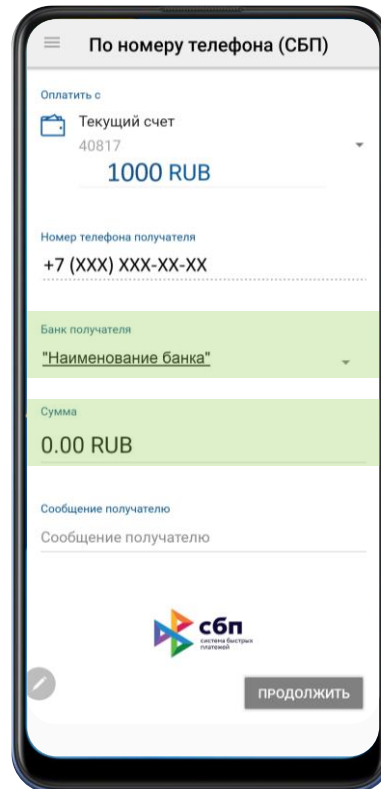 По номеру телефона (СБП)
Оплатить с
Текущий счет
40817
1000 RUB
Номер телефона получателя
+7 (XXX) XXX-XX-XX
Банк получателя
"Наименование банка"
Сумма
0.00 RUB
Сообщение получателю
Сообщение получателю
сбп
система быстрых
платежей
ПРОДОЛЖИТЬ